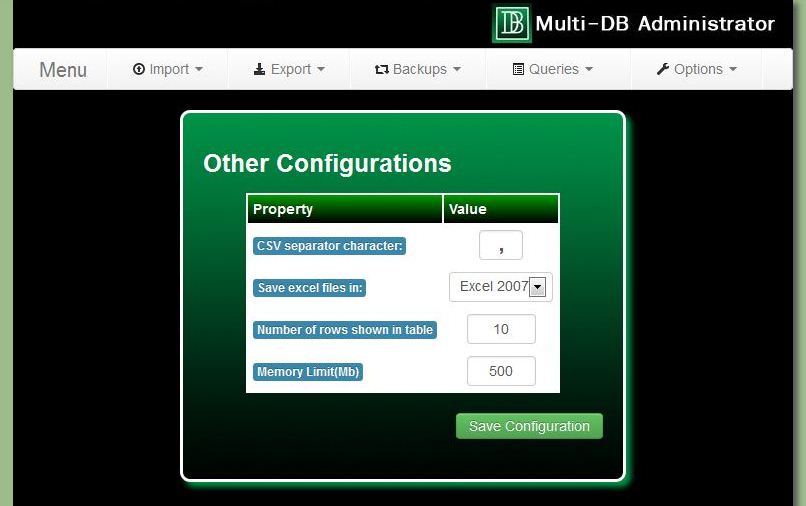 DB Multi-DB Administrator
Menu Import Export Backups Queries Options
Other Configurations
Property Value
CSV separator character: ,
Save excel files in: Excel 2007
Number of rows shown in table 10
Memory Limit(Mb) 500
Save Configuration